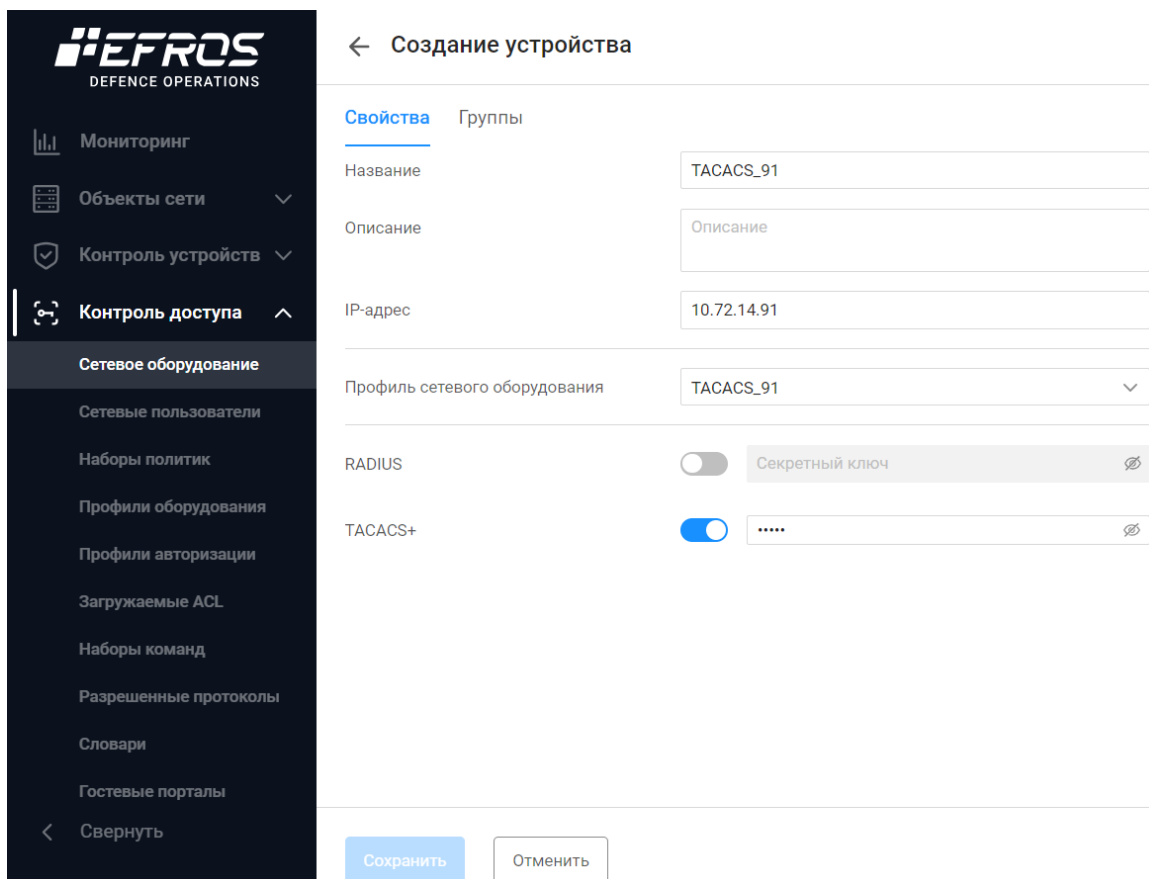 EFROS
DEFENCE OPERATIONS
Мониторинг
Объекты сети
Контроль устройств
Контроль доступа
Сетевое оборудование
Сетевые пользователи
Наборы политик
Профили оборудования
Профили авторизации
Загружаемые ACL
Наборы команд
Разрешенные протоколы
Словари
Гостевые порталы
Свернуть
Создание устройства
Свойства Группы
Название TACACS_91
Описание Описание
IP-адрес 10.72.14.91
Профиль сетевого оборудования TACACS_91
RADIUS Секретный ключ
TACACS+ •••••
Сохранить Отменить